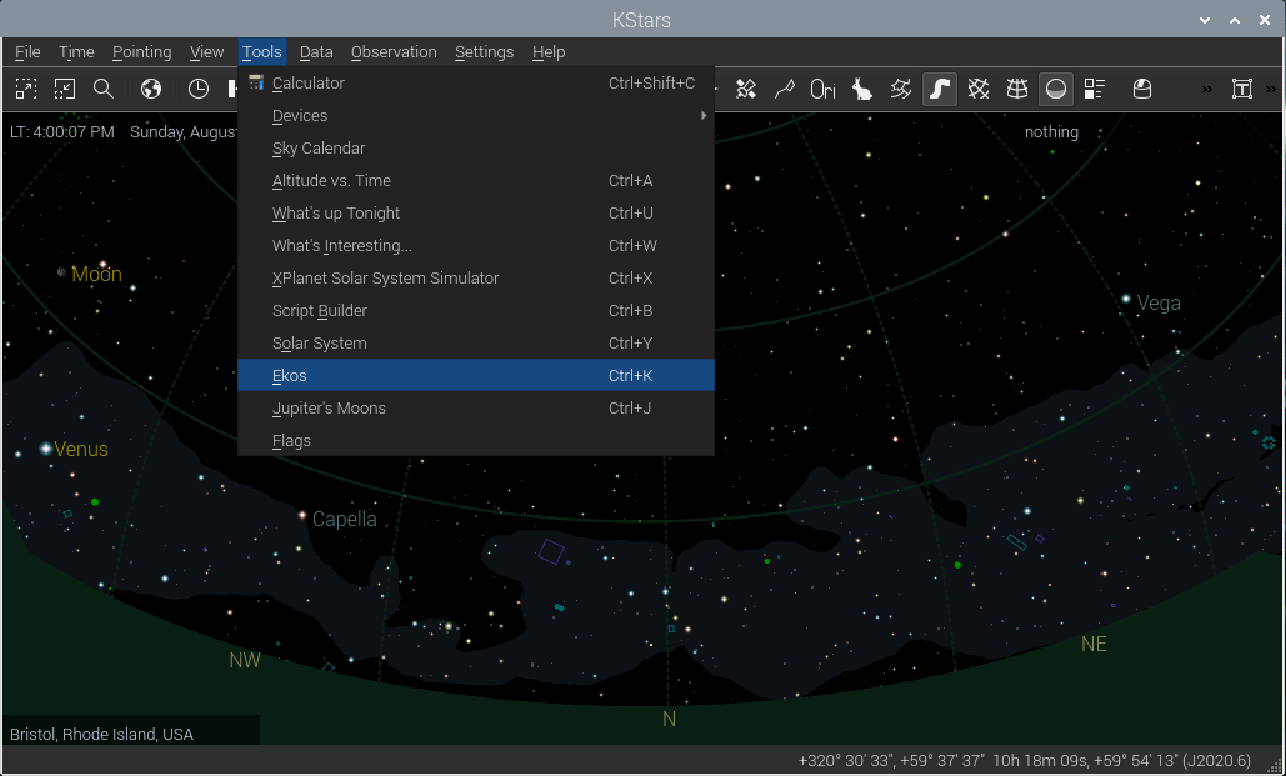 KStars
File Time Pointing View Tools Data Observation Settings Help
Ori
Calculator Ctrl+Shift+C
Devices
Sky Calendar
Altitude vs. Time Ctrl+A
What's up Tonight Ctrl+U
What's Interesting... Ctrl+W
XPlanet Solar System Simulator Ctrl+X
Script Builder Ctrl+B
Solar System Ctrl+Y
Ekos Ctrl+K
Jupiter's Moons Ctrl+J
Flags
LT: 4:00:07 PM Sunday, Augus
nothing
Moon
Vega
Venus
Capella
NW
NE
N
Bristol, Rhode Island, USA
+320° 30' 33", +59° 37' 37" 10h 18m 09s, +59° 54' 13" (J2020.6)